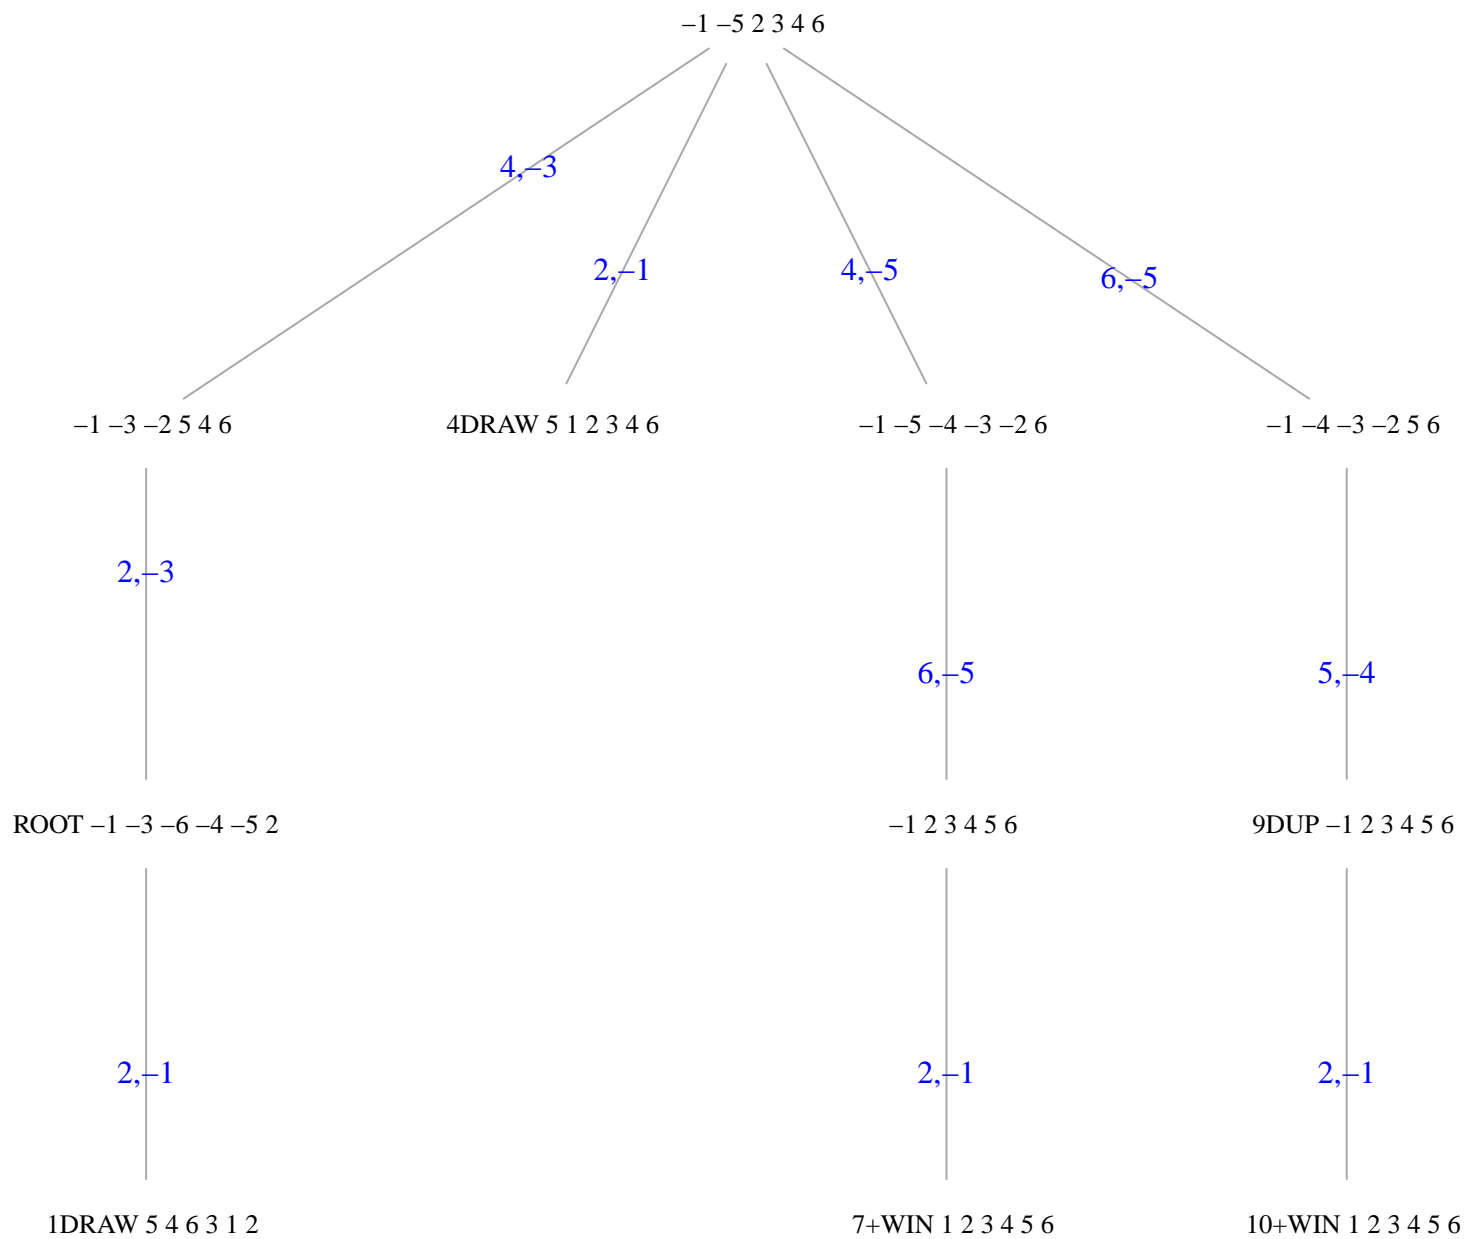 –1 –5 2 3 4 6
4,–3
2,–1
4,–5
6,–5
–1 –3 –2 5 4 6
4DRAW 5 1 2 3 4 6
–1 –5 –4 –3 –2 6
–1 –4 –3 –2 5 6
2,–3
6,–5
5,–4
ROOT –1 –3 –6 –4 –5 2
–1 2 3 4 5 6
9DUP –1 2 3 4 5 6
2,–1
2,–1
2,–1
1DRAW 5 4 6 3 1 2
7+WIN 1 2 3 4 5 6
10+WIN 1 2 3 4 5 6